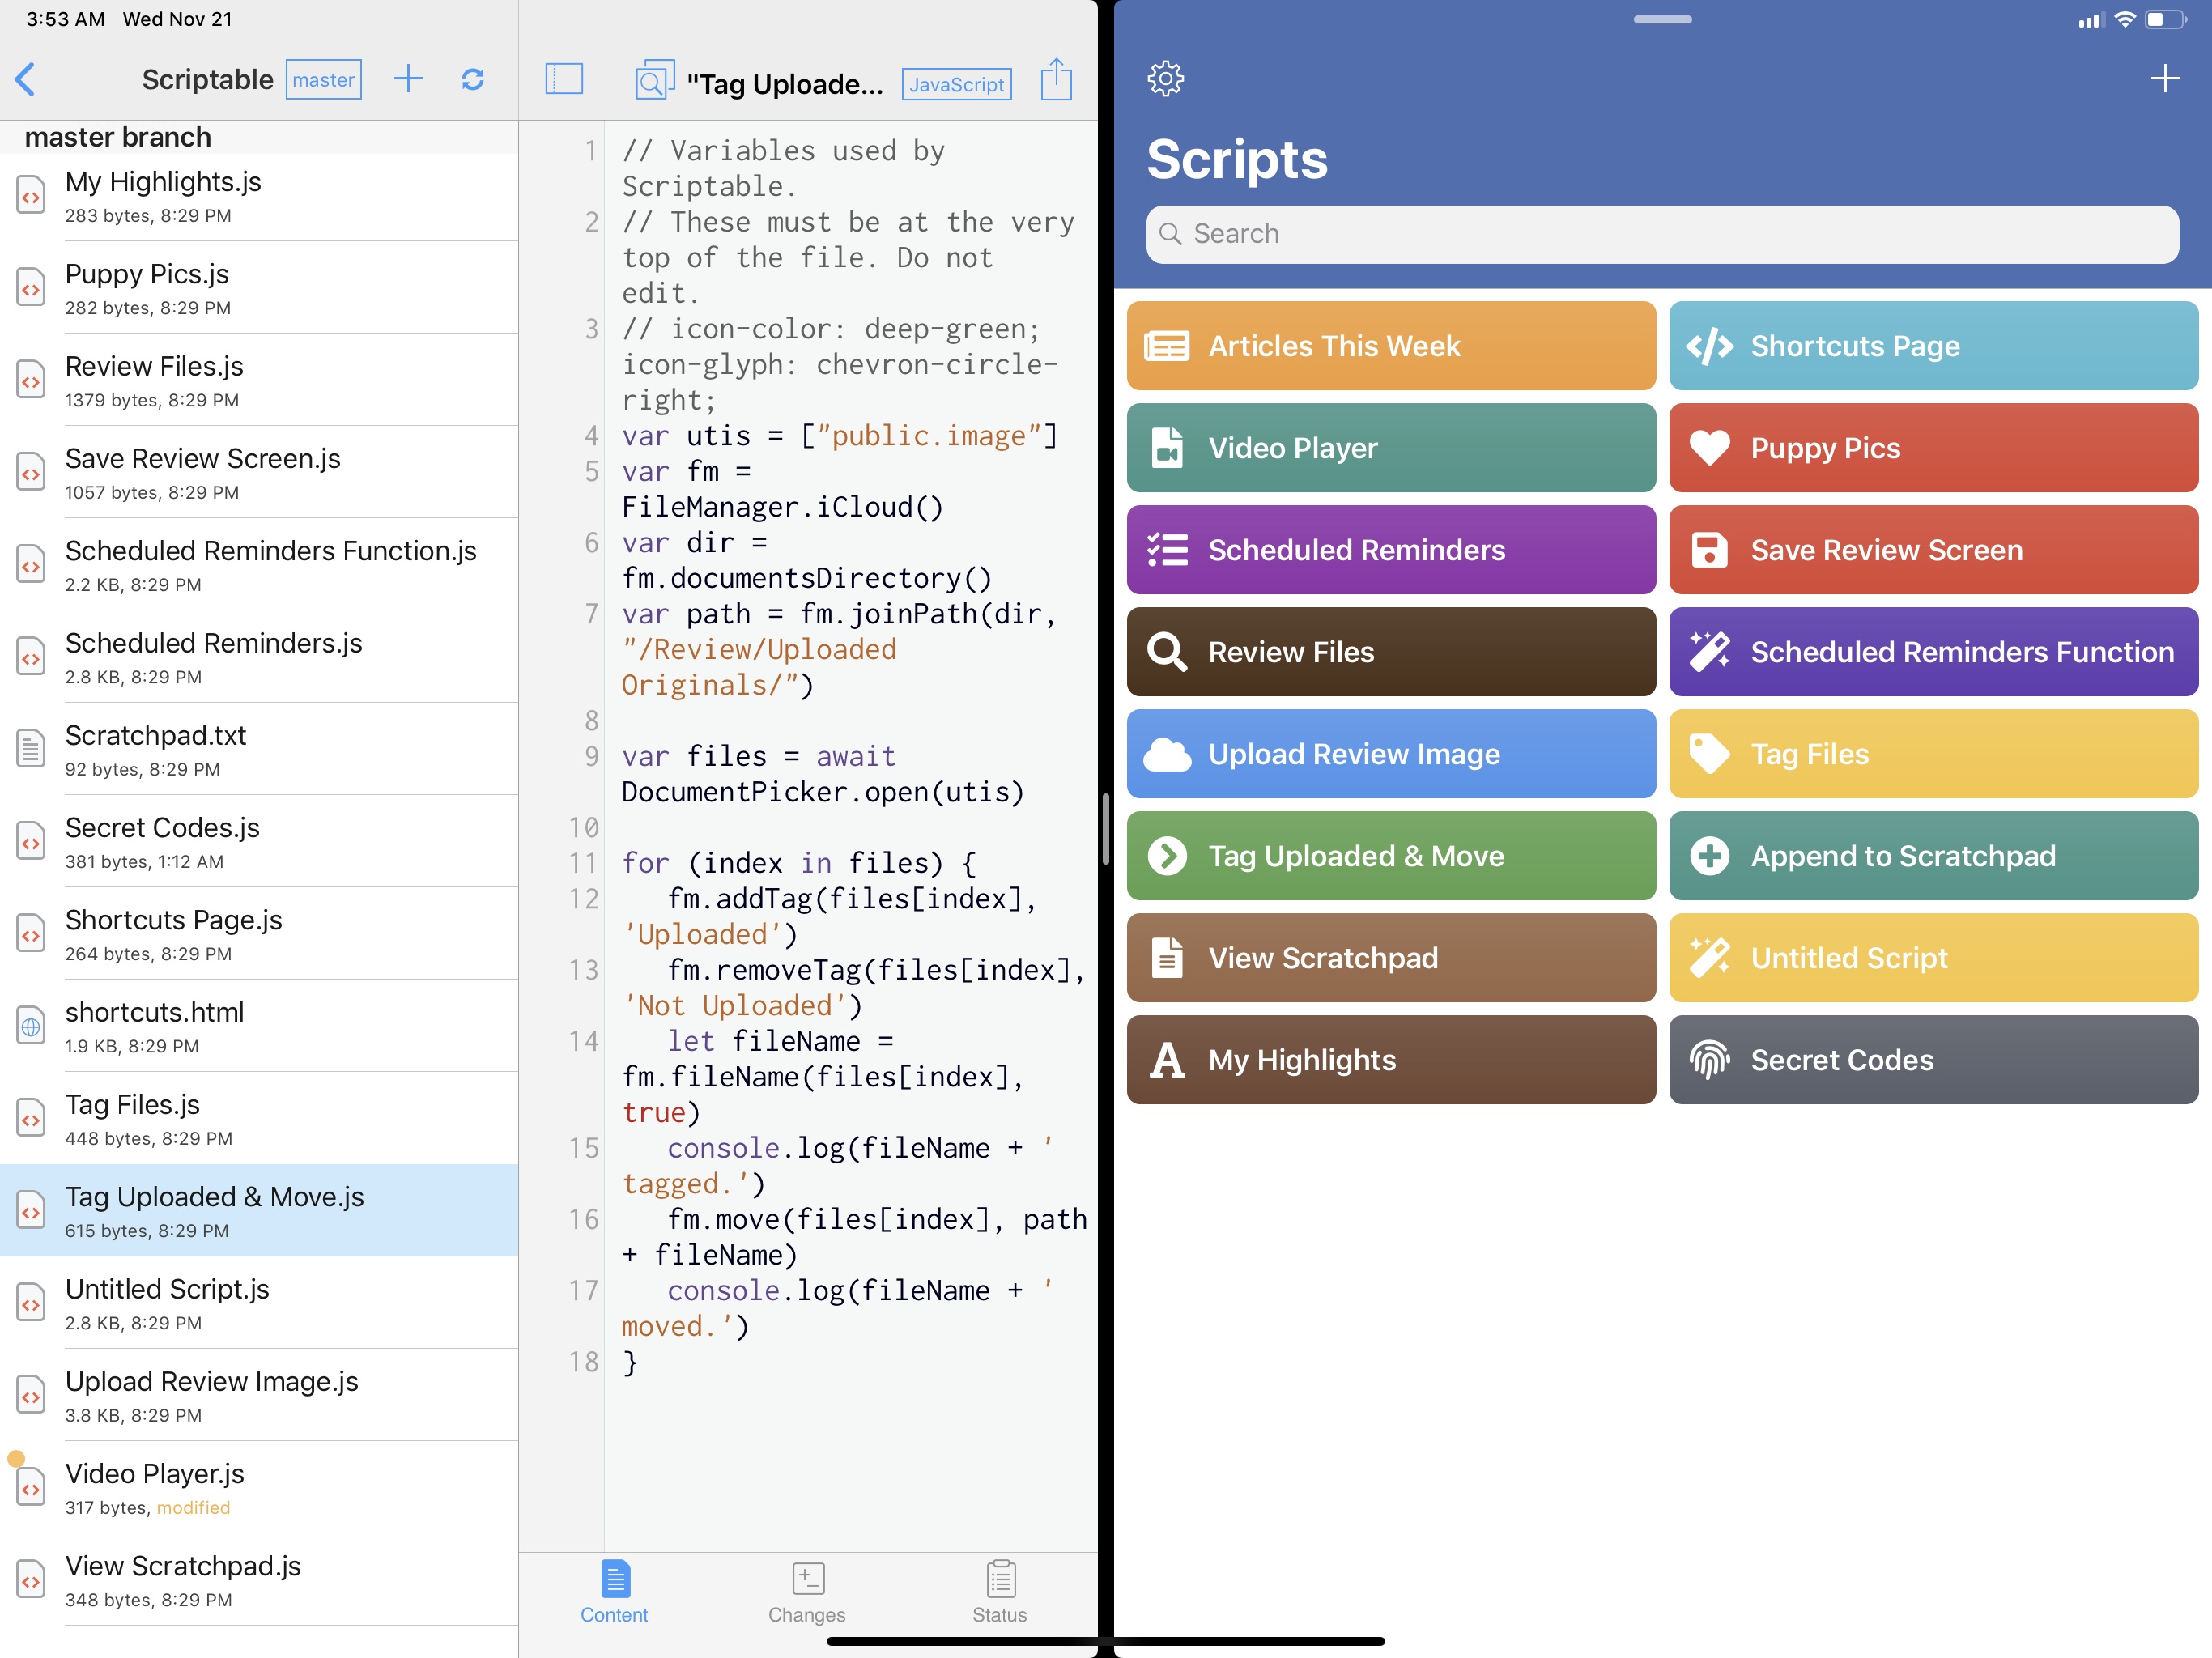 3:53 AM Wed Nov 21
Scriptable master
master branch
My Highlights.js
283 bytes, 8:29 PM
Puppy Pics.js
282 bytes, 8:29 PM
Review Files.js
1379 bytes, 8:29 PM
Save Review Screen.js
1057 bytes, 8:29 PM
Scheduled Reminders Function.js
2.2 KB, 8:29 PM
Scheduled Reminders.js
2.8 KB, 8:29 PM
Scratchpad.txt
92 bytes, 8:29 PM
Secret Codes.js
381 bytes, 1:12 AM
Shortcuts Page.js
264 bytes, 8:29 PM
shortcuts.html
1.9 KB, 8:29 PM
Tag Files.js
448 bytes, 8:29 PM
Tag Uploaded & Move.js
615 bytes, 8:29 PM
Untitled Script.js
2.8 KB, 8:29 PM
Upload Review Image.js
3.8 KB, 8:29 PM
Video Player.js
317 bytes, modified
View Scratchpad.js
348 bytes, 8:29 PM
"Tag Uploade... JavaScript
1 // Variables used by
Scriptable.
2 // These must be at the very
top of the file. Do not
edit.
3 // icon-color: deep-green;
icon-glyph: chevron-circle-
right;
4 var utis = ["public.image"]
5 var fm =
FileManager.iCloud()
6 var dir =
fm.documentsDirectory()
7 var path = fm.joinPath(dir,
"/Review/Uploaded
Originals/")
8
9 var files = await
DocumentPicker.open(utis)
10
11 for (index in files) {
12 fm.addTag(files[index],
'Uploaded')
13 fm.removeTag(files[index],
'Not Uploaded')
14 let fileName =
fm.fileName(files[index],
true)
15 console.log(fileName + '
tagged.')
16 fm.move(files[index], path
+ fileName)
17 console.log(fileName + '
moved.')
18 }
Content Changes Status
Scripts
Search
Articles This Week
Shortcuts Page
Video Player
Puppy Pics
Scheduled Reminders
Save Review Screen
Review Files
Scheduled Reminders Function
Upload Review Image
Tag Files
Tag Uploaded & Move
Append to Scratchpad
View Scratchpad
Untitled Script
My Highlights
Secret Codes